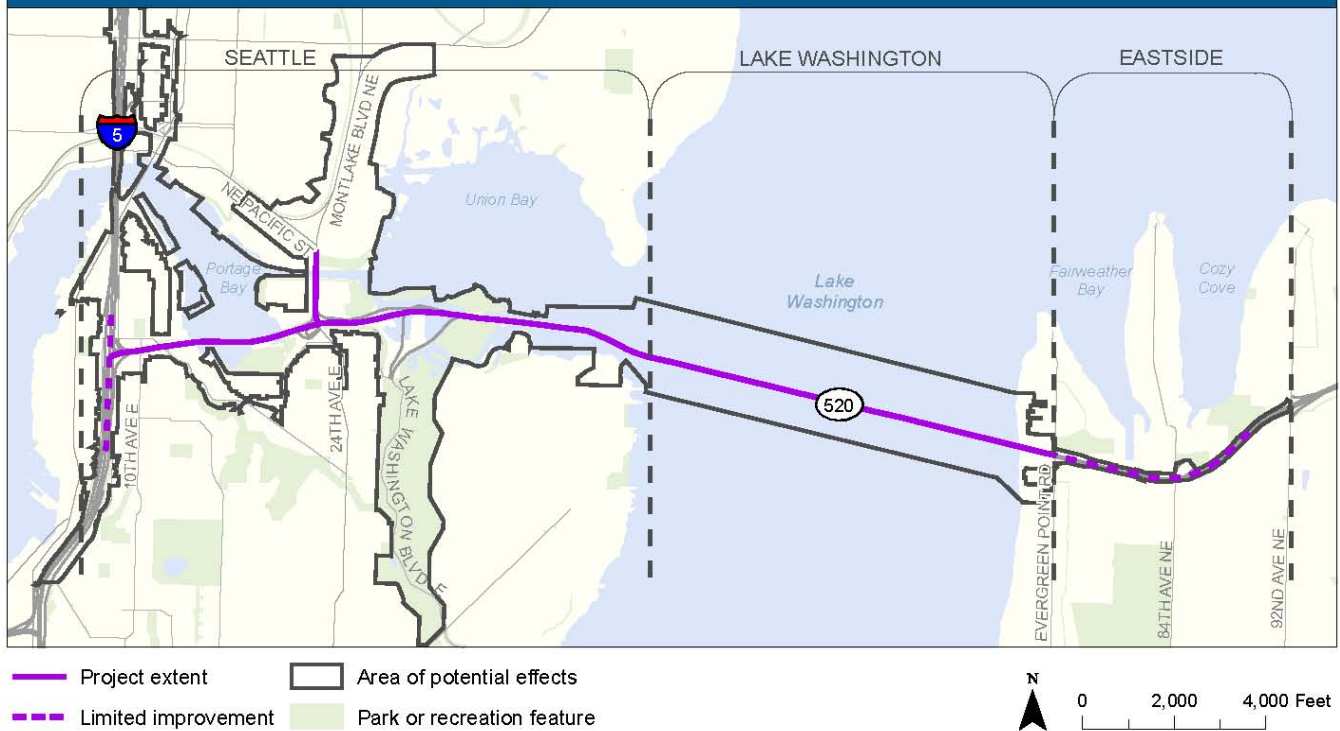 SEATTLE
LAKE WASHINGTON
EASTSIDE
5
MONTLAKE BLVD NE
NE PACIFIC ST
Union Bay
Portage
Bay
Lake
Washington
Fairweather
Bay
Cozy
Cove
520
10TH AVE E
24TH AVE E
LAKE WASHINGTON BLVD E
EVERGREEN POINT RD
84TH AVE NE
92ND AVE NE
Project extent
Area of potential effects
Limited improvement
Park or recreation feature
N
0 2,000 4,000 Feet